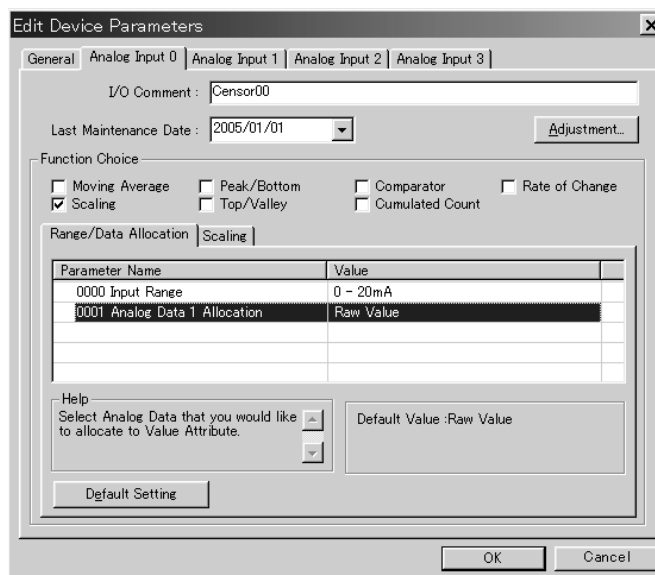 Edit Device Parameters
General Analog Input 0 Analog Input 1 Analog Input 2 Analog Input 3
I/O Comment : Censor00
Last Maintenance Date : 2005/01/01 Adjustment...
Function Choice
Moving Average Peak/Bottom Comparator Rate of Change
Scaling Top/Valley Cumulated Count
Range/Data Allocation Scaling
Parameter Name Value
0000 Input Range 0 - 20mA
0001 Analog Data 1 Allocation Raw Value
Help
Select Analog Data that you would like
to allocate to Value Attribute.
Default Value :Raw Value
Default Setting
OK Cancel